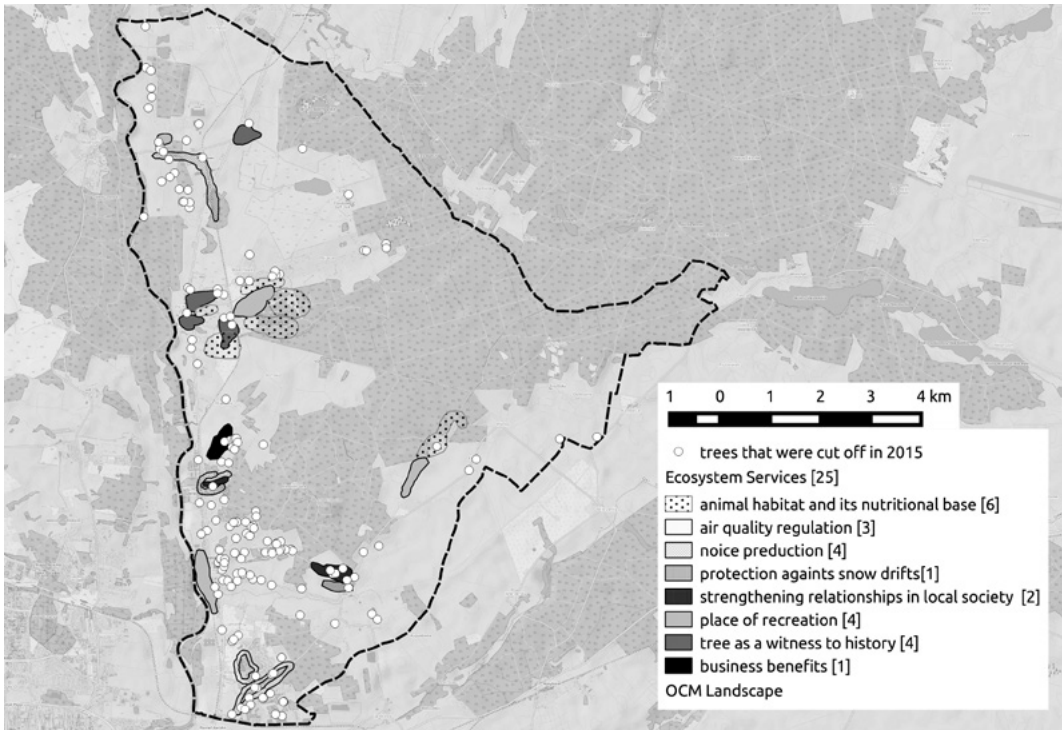 1 0 1 2 3 4 km
trees that were cut off in 2015
Ecosystem Services [25]
animal habitat and its nutritional base [6]
air quality regulation [3]
noice preduction [4]
protection againts snow drifts[1]
strengthening relationships in local society [2]
place of recreation [4]
tree as a witness to history [4]
business benefits [1]
OCM Landscape